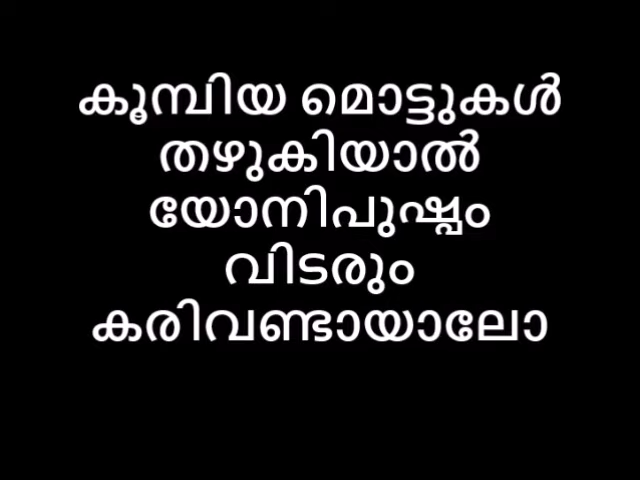 കൂമ്പിയ മൊട്ടുകൾ
തഴുകിയാൽ
യോനിപുഷ്പം
വിടരും
കരിവണ്ടായാലോ